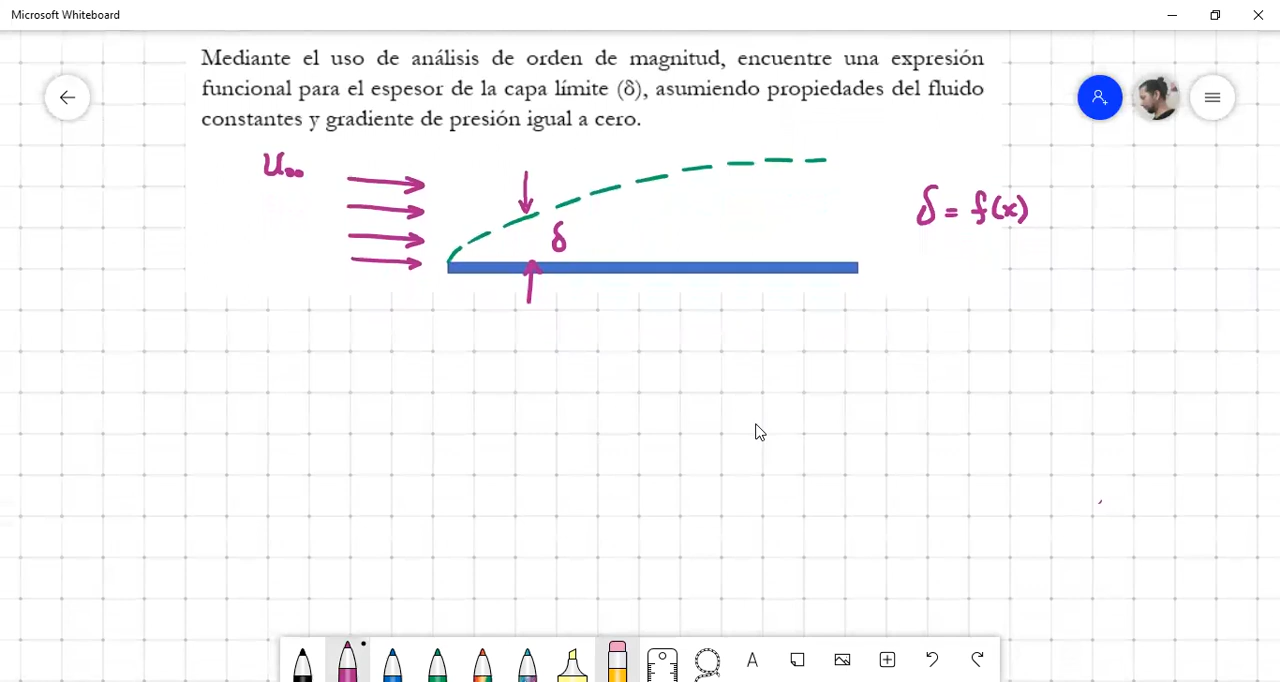 Microsoft Whiteboard
Mediante el uso de análisis de orden de magnitud, encuentre una expresión
funcional para el espesor de la capa límite (δ), asumiendo propiedades del fluido
constantes y gradiente de presión igual a cero.
u∞
δ = f(x)
δ
A